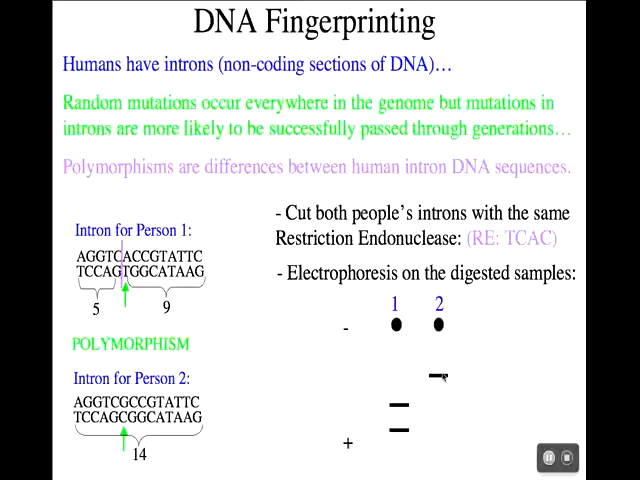 DNA Fingerprinting
Humans have introns (non-coding sections of DNA)…
Random mutations occur everywhere in the genome but mutations in
introns are more likely to be successfully passed through generations…
Polymorphisms are differences between human intron DNA sequences.
- Cut both people's introns with the same
Restriction Endonuclease: (RE: TCAC)
- Electrophoresis on the digested samples:
Intron for Person 1:
AGGTCACCGTATTC
TCCAGTGGCATAAG
5 9
POLYMORPHISM
Intron for Person 2:
AGGTCGCCGTATTC
TCCAGCGGCATAAG
14
1 2
-
+